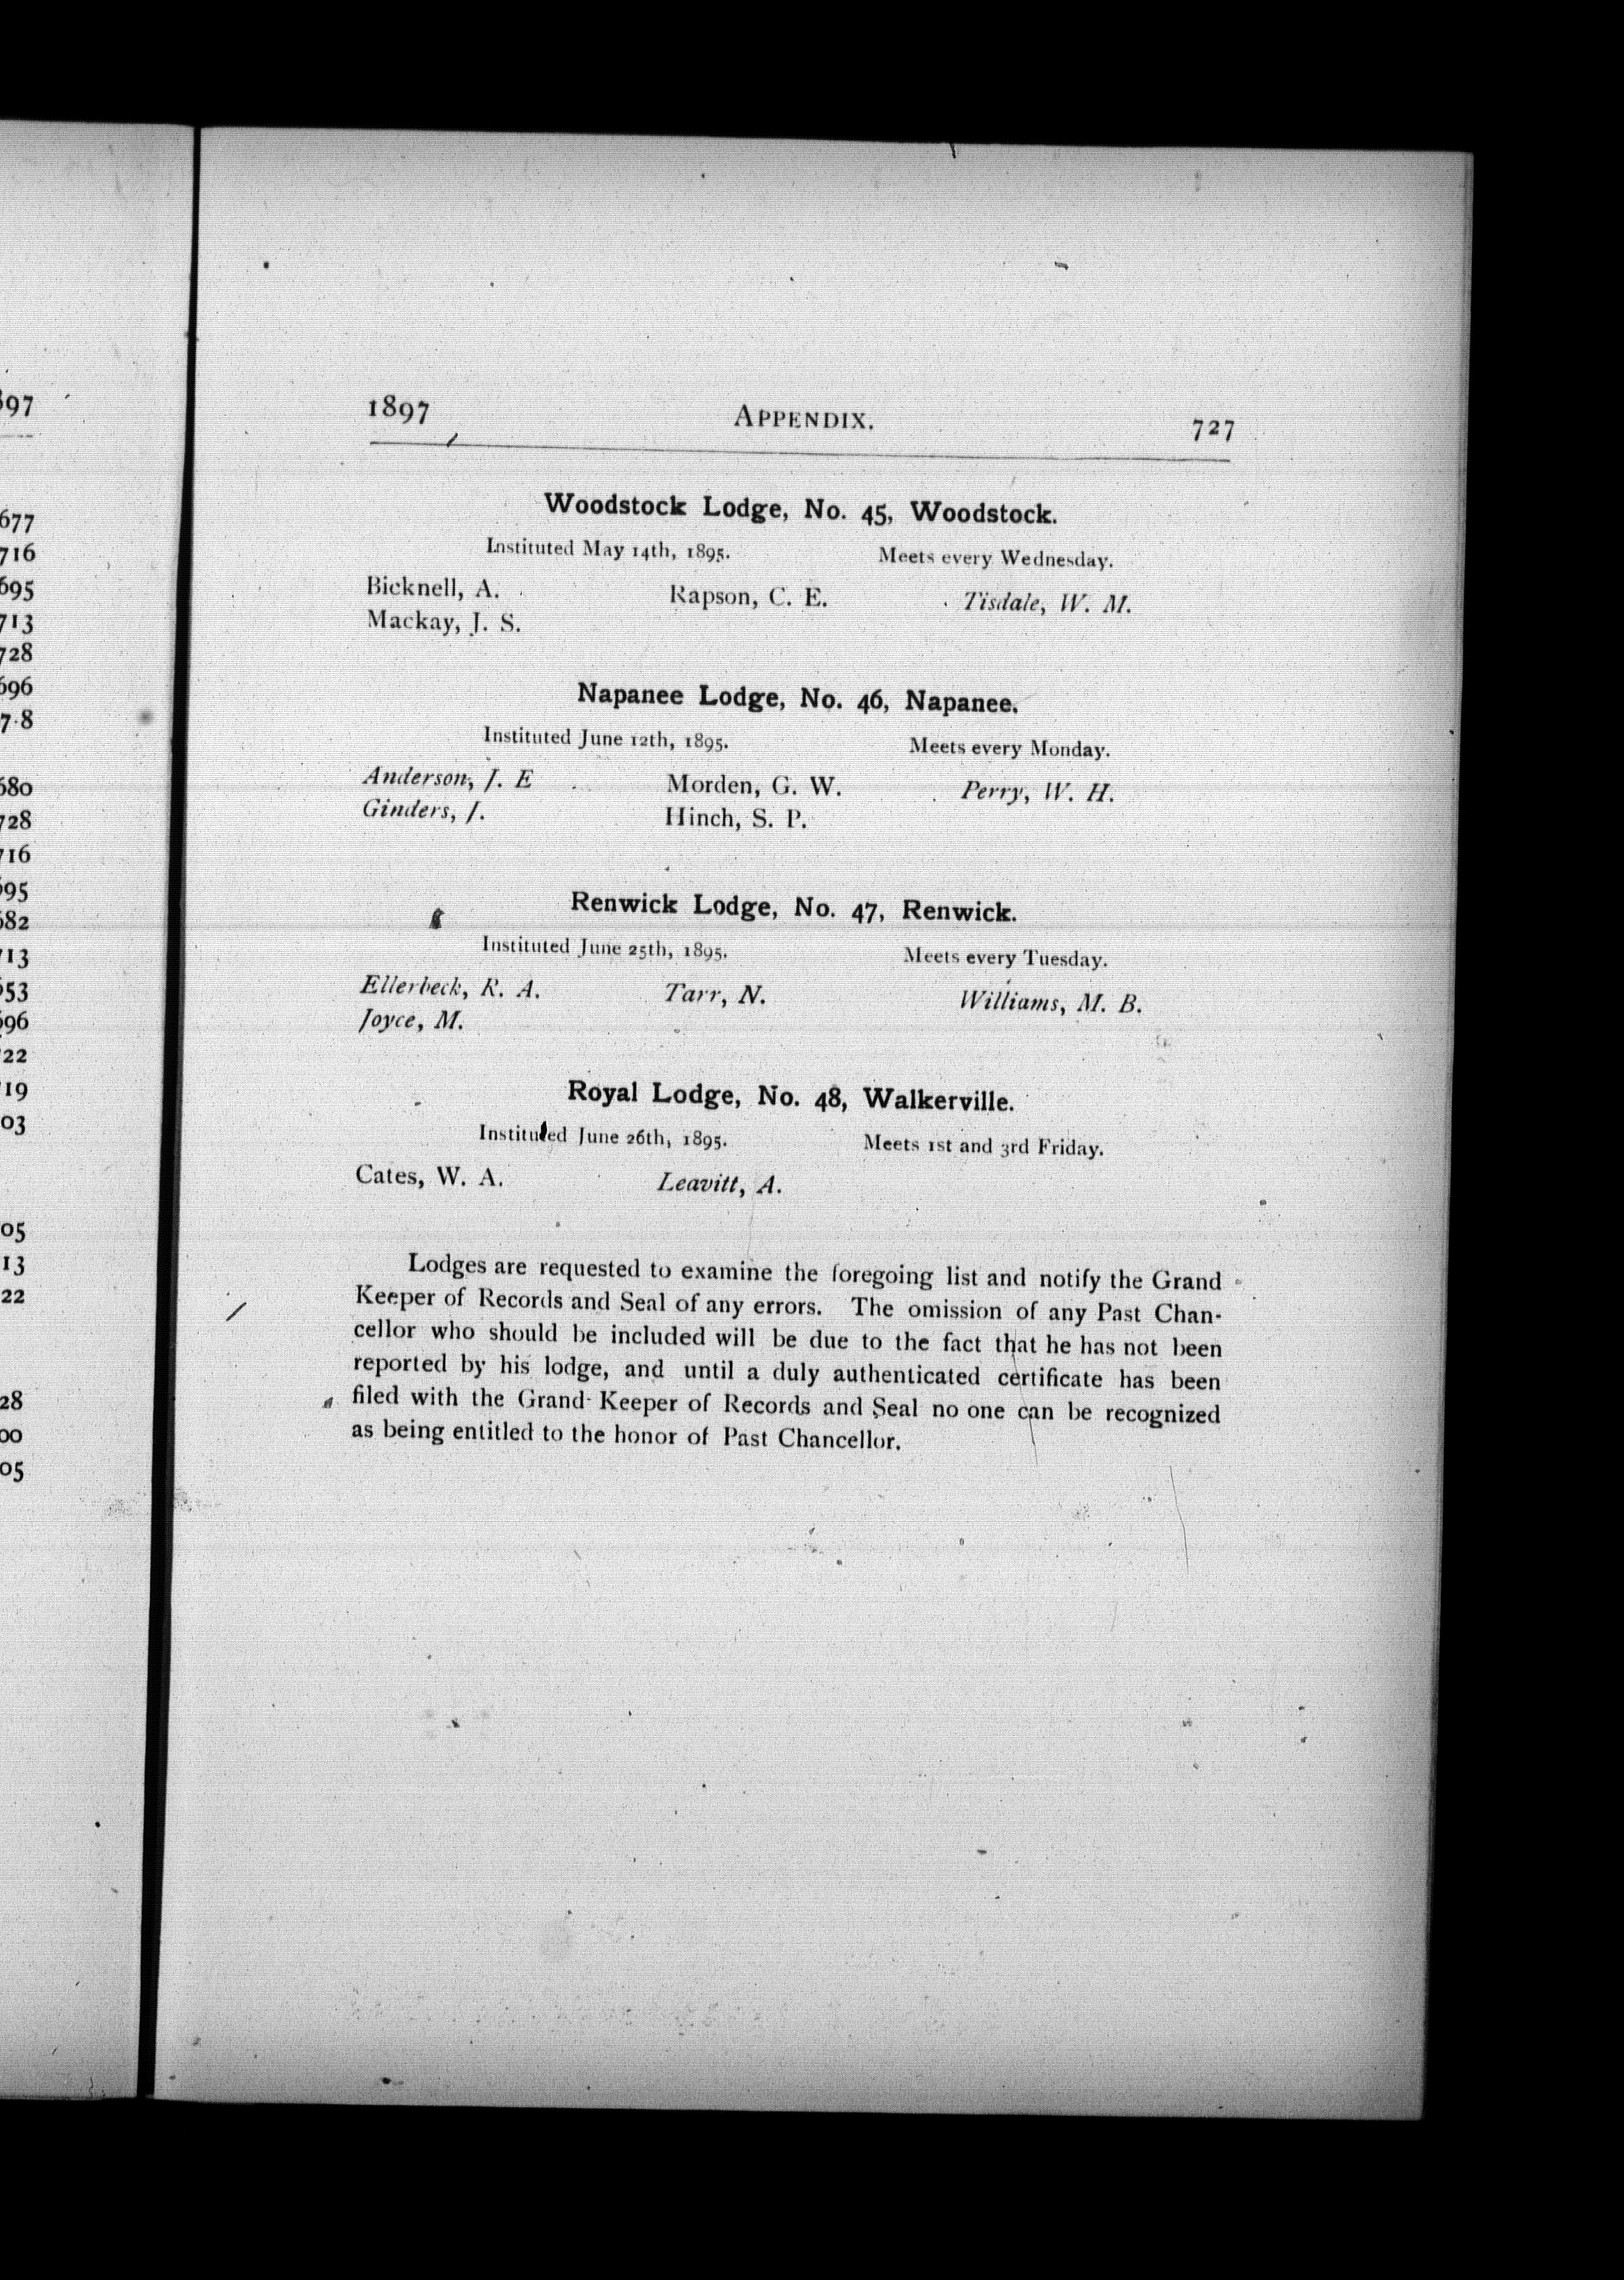 1897 APPENDIX. 727
Woodstock Lodge, No. 45, Woodstock.
Instituted May 14th, 1895. Meets every Wednesday.
Bicknell, A. Rapson, C. E. Tisdale, W. M.
Mackay, J. S.
Napanee Lodge, No. 46, Napanee.
Instituted June 12th, 1895. Meets every Monday.
Anderson, J. E Morden, G. W. Perry, W. H.
Ginders, J. Hinch, S. P.
Renwick Lodge, No. 47, Renwick.
Instituted June 25th, 1895. Meets every Tuesday.
Ellerbeck, R. A. Tarr, N. Williams, M. B.
Joyce, M.
Royal Lodge, No. 48, Walkerville.
Instituted June 26th, 1895. Meets 1st and 3rd Friday.
Cates, W. A. Leavitt, A.
Lodges are requested to examine the foregoing list and notify the Grand
Keeper of Records and Seal of any errors. The omission of any Past Chan-
cellor who should be included will be due to the fact that he has not been
reported by his lodge, and until a duly authenticated certificate has been
filed with the Grand Keeper of Records and Seal no one can be recognized
as being entitled to the honor of Past Chancellor.